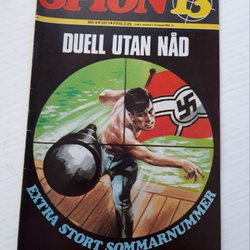 SPION 13
DUELL UTAN NÅD
EXTRA STORT SOMMARNUMMER